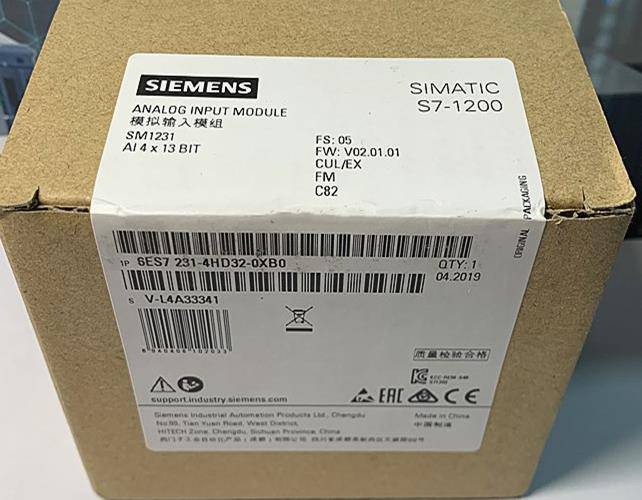 SIEMENS
SIMATIC
S7-1200
ANALOG INPUT MODULE
模拟输入模组
SM1231
AI 4 x 13 BIT
FS: 05
FW: V02.01.01
CUL/EX
FM
C82
ORIGINAL PACKAGING
1P 6ES7 231-4HD32-0XB0
QTY: 1
04.2019
S V-L4A33341
质量检验合格
support.industry.siemens.com
EAC
CE
Siemens Industrial Automation Products Ltd., Chengdu
No.99, Tian Yuan Road, West District,
HITECH Zone, Chengdu, Sichuan Province, China
Made in China
中国制造